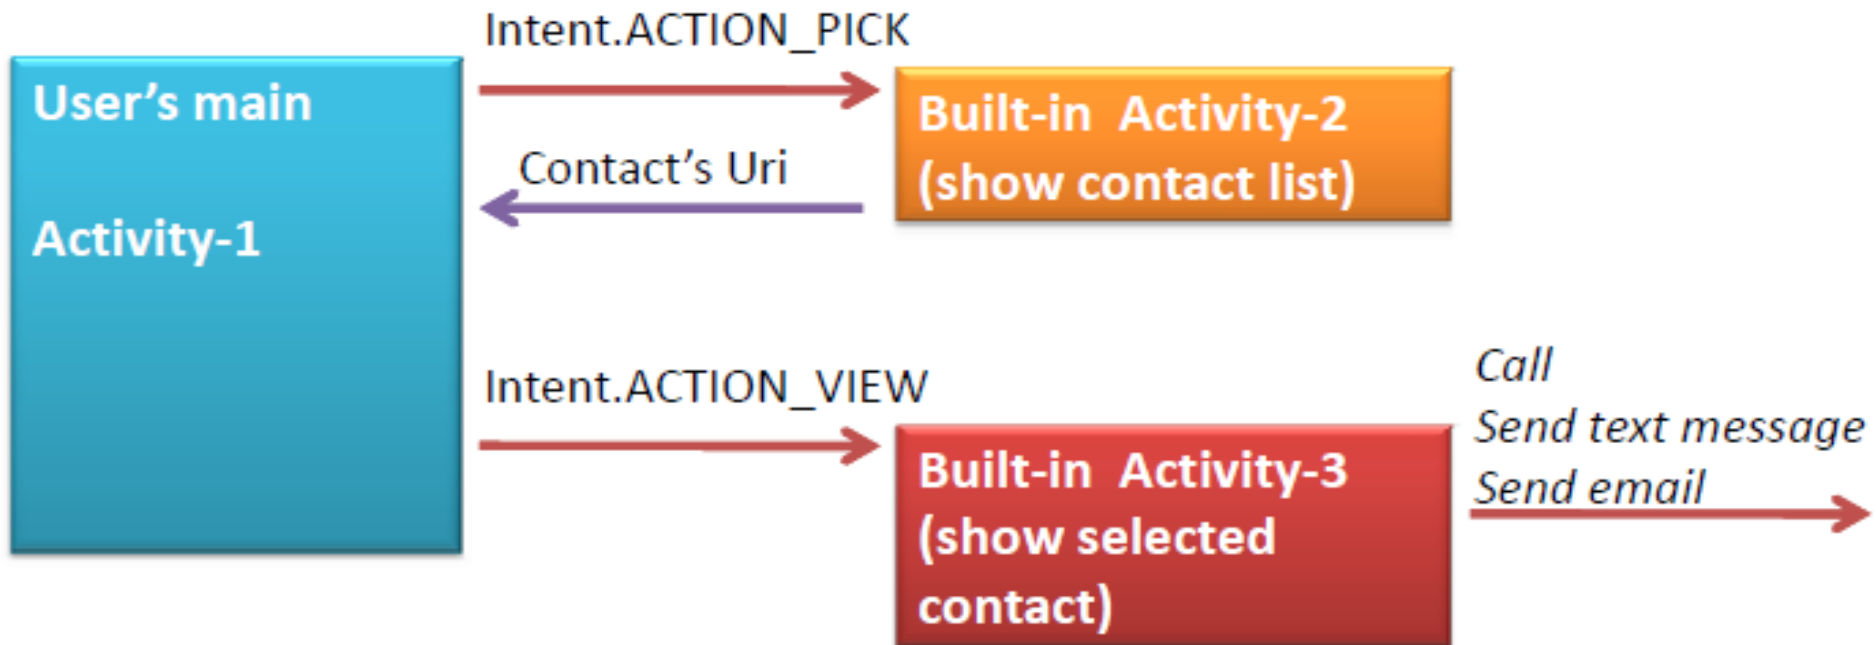 Intent.ACTION_PICK
User’s main
Activity-1
Built-in  Activity-2
(show contact list)
Contact’s Uri
Intent.ACTION_VIEW
Built-in  Activity-3
(show selected
contact)
Call
Send text message
Send email